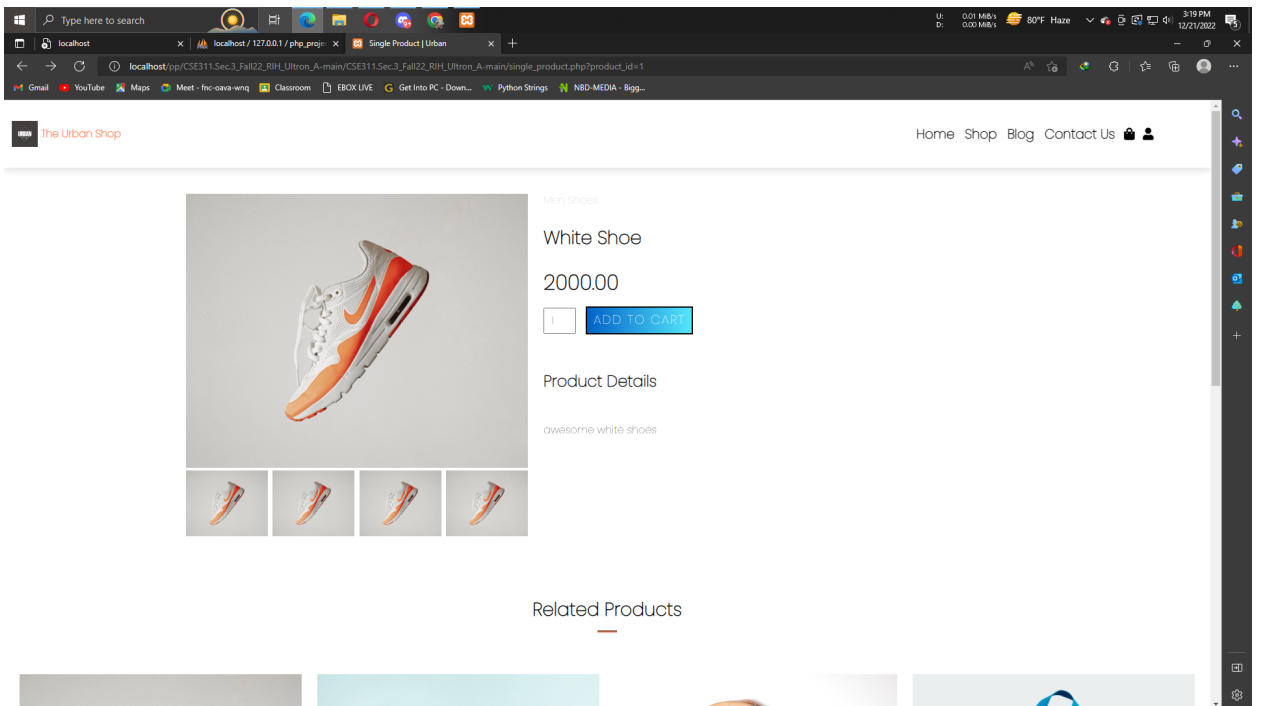 Type here to search
U: 0.01 MiB/s
D: 0.00 MiB/s
80°F Haze
3:19 PM
12/21/2022
5
localhost
localhost / 127.0.0.1 / php_proje
Single Product | Urban
localhost/pp/CSE311.Sec.3_Fall22_RIH_Ultron_A-main/CSE311.Sec.3_Fall22_RIH_Ultron_A-main/single_product.php?product_id=1
Gmail YouTube Maps Meet - fnc-oava-wnq Classroom EBOX LIVE Get Into PC - Down... Python Strings NBD-MEDIA - Bigg...
URBAN The Urban Shop
Home Shop Blog Contact Us
Men Shoes
White Shoe
2000.00
1 ADD TO CART
Product Details
awesome white shoes
Related Products